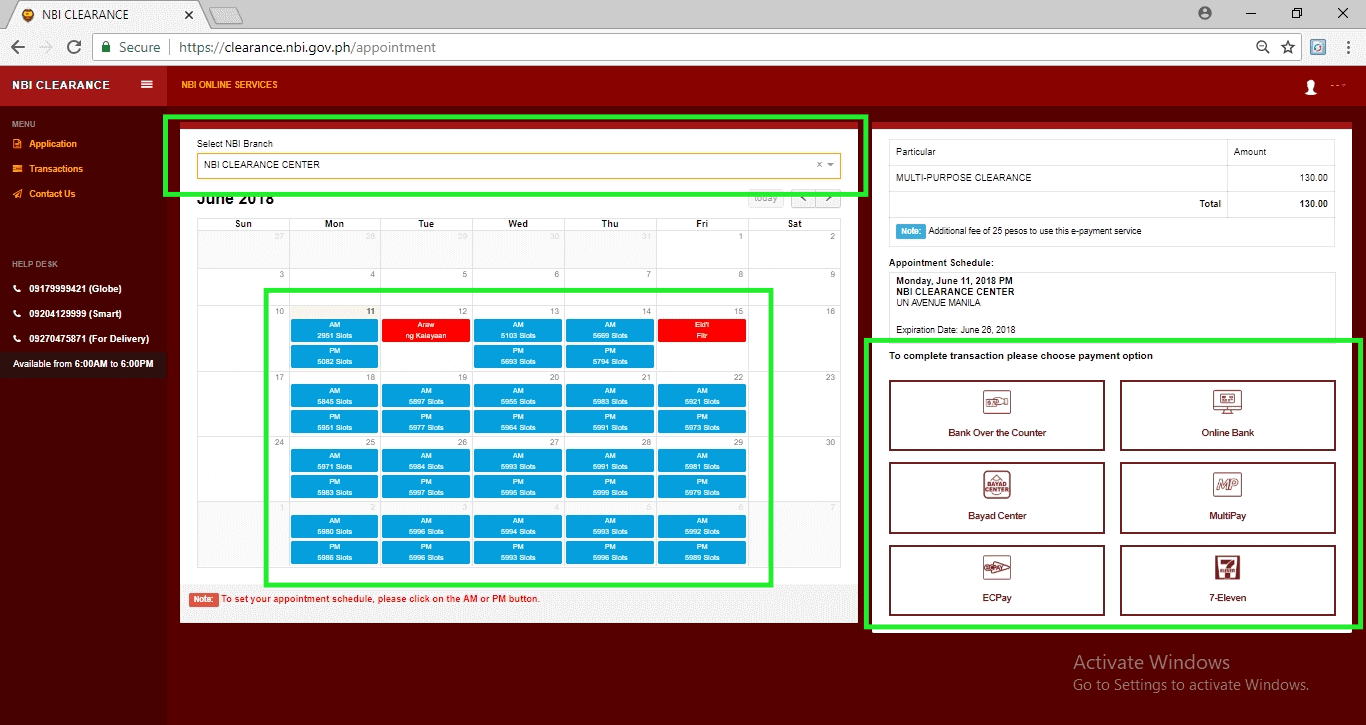 NBI CLEARANCE
Secure https://clearance.nbi.gov.ph/appointment
NBI CLEARANCE
NBI ONLINE SERVICES
MENU
Application
Transactions
Contact Us
HELP DESK
09179999421 (Globe)
09204129999 (Smart)
09270475871 (For Delivery)
Available from 6:00AM to 6:00PM
Select NBI Branch
NBI CLEARANCE CENTER
June 2018
today
Sun Mon Tue Wed Thu Fri Sat
27 28 29 30 31 1 2
3 4 5 6 7 8 9
10 11 12 13 14 15 16
AM Araw AM AM Eid'l
2951 Slots ng Kalayaan 5103 Slots 5669 Slots Fitr
PM PM PM
5082 Slots 5693 Slots 5794 Slots
17 18 19 20 21 22 23
AM AM AM AM AM
5845 Slots 5897 Slots 5955 Slots 5983 Slots 5921 Slots
PM PM PM PM PM
5951 Slots 5977 Slots 5964 Slots 5991 Slots 5973 Slots
24 25 26 27 28 29 30
AM AM AM AM AM
5971 Slots 5984 Slots 5993 Slots 5991 Slots 5981 Slots
PM PM PM PM PM
5983 Slots 5997 Slots 5995 Slots 5999 Slots 5979 Slots
1 2 3 4 5 6 7
AM AM AM AM AM
5980 Slots 5996 Slots 5994 Slots 5993 Slots 5992 Slots
PM PM PM PM PM
5986 Slots 5996 Slots 5993 Slots 5996 Slots 5989 Slots
Note: To set your appointment schedule, please click on the AM or PM button.
Particular Amount
MULTI-PURPOSE CLEARANCE 130.00
Total 130.00
Note: Additional fee of 25 pesos to use this e-payment service
Appointment Schedule:
Monday, June 11, 2018 PM
NBI CLEARANCE CENTER
UN AVENUE MANILA
Expiration Date: June 26, 2018
To complete transaction please choose payment option
Bank Over the Counter
Online Bank
BAYAD
CENTER
Bayad Center
MP
MultiPay
ECPay
7-Eleven
Activate Windows
Go to Settings to activate Windows.